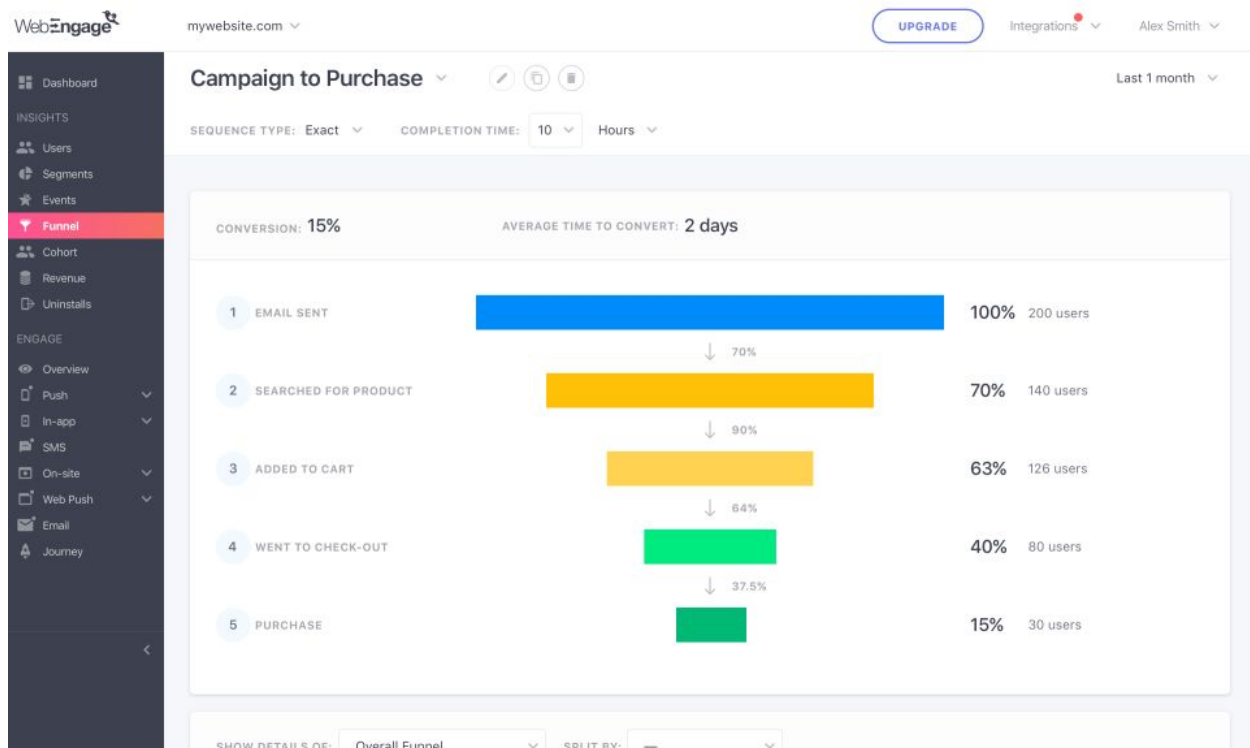 WebEngage
mywebsite.com
UPGRADE
Integrations
Alex Smith
Dashboard
INSIGHTS
Users
Segments
Events
Funnel
Cohort
Revenue
Uninstalls
ENGAGE
Overview
Push
In-app
SMS
On-site
Web Push
Email
Journey
Campaign to Purchase
Last 1 month
SEQUENCE TYPE: Exact COMPLETION TIME: 10 Hours
CONVERSION: 15% AVERAGE TIME TO CONVERT: 2 days
1 EMAIL SENT 100% 200 users
70%
2 SEARCHED FOR PRODUCT 70% 140 users
90%
3 ADDED TO CART 63% 126 users
64%
4 WENT TO CHECK-OUT 40% 80 users
37.5%
5 PURCHASE 15% 30 users
SHOW DETAILS OF: Overall Funnel SPLIT BY: —